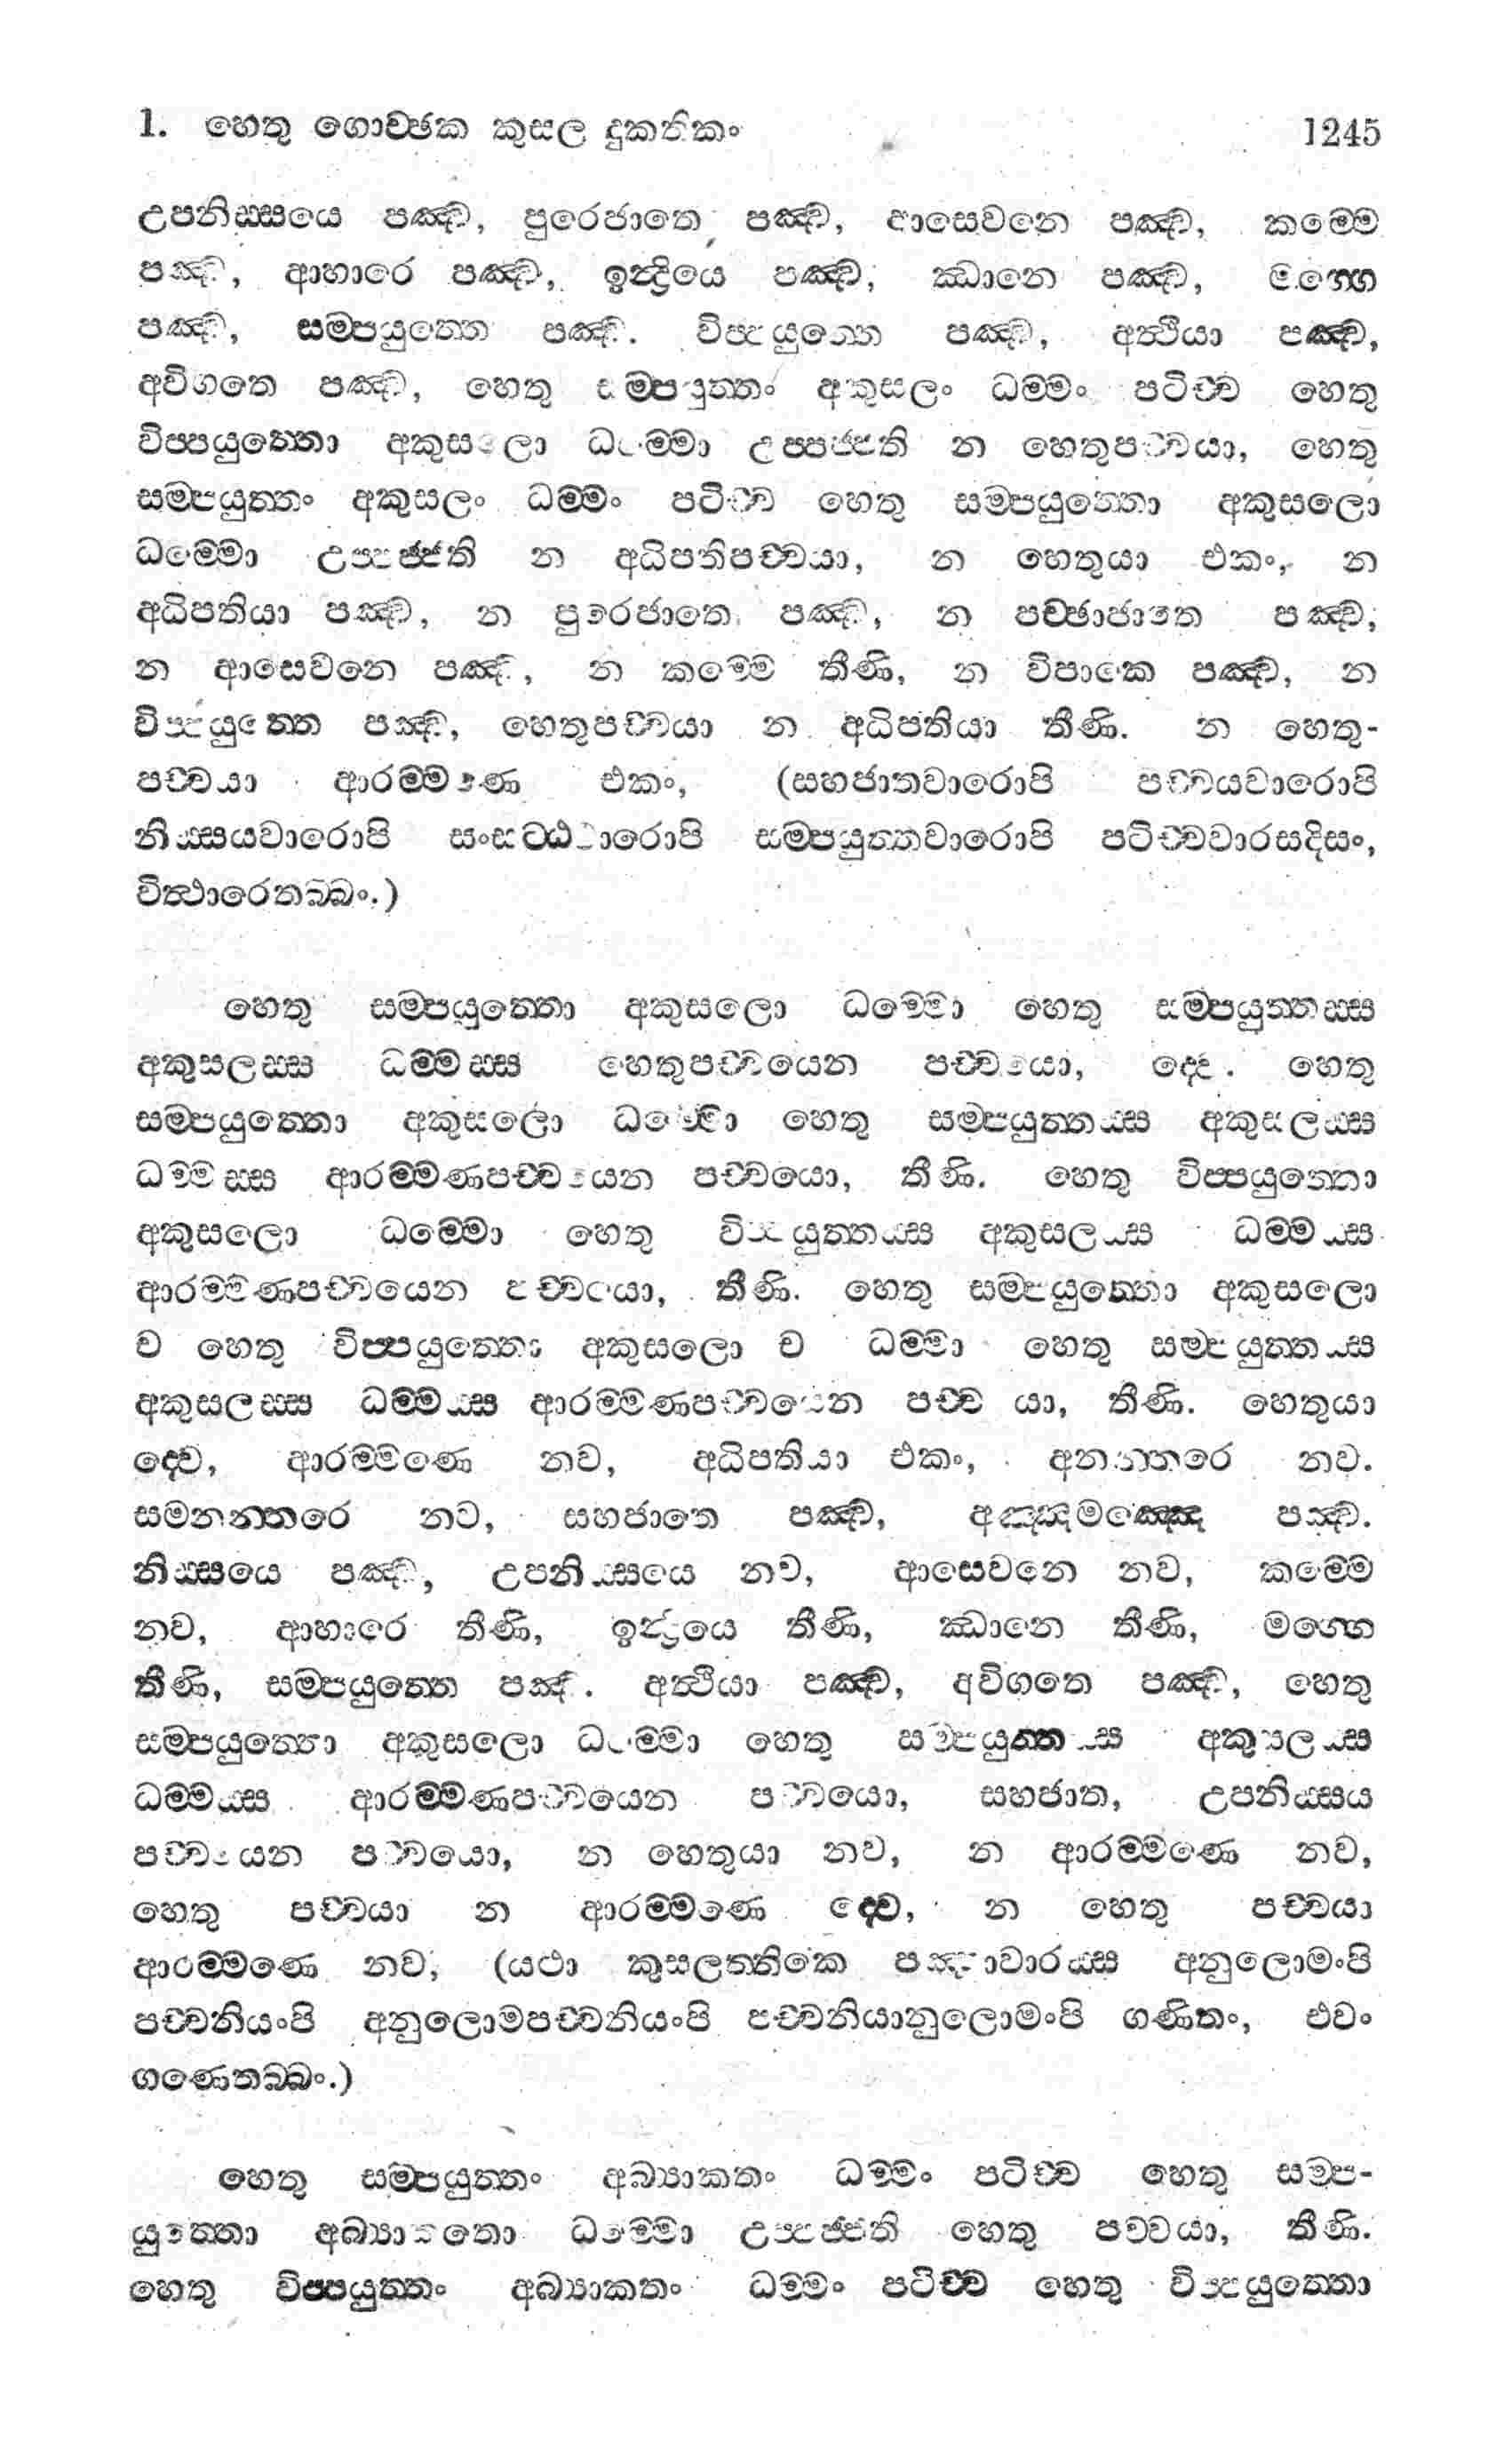 1. හෙතු ගොච්ඡක කුසල දුකතිකං 1245
උපනිස්සයෙ පඤ්ච, පුරෙජාතෙ පඤ්ච, ආසෙවනෙ පඤ්ච, කම්මෙ
පඤ්ච, ආහාරෙ පඤ්ච, ඉන්ද්‍රියෙ පඤ්ච, ඣානෙ පඤ්ච, මග්ගෙ
පඤ්ච, සම්පයුත්තෙ පඤ්ච. විප්පයුත්තෙ පඤ්ච, අත්ථියා පඤ්ච,
අවිගතෙ පඤ්ච, හෙතු සම්පයුත්තං අකුසලං ධම්මං පටිච්ච හෙතු
විප්පයුත්තො අකුසලො ධම්මො උප්පජ්ජති න හෙතුපච්චයා, හෙතු
සම්පයුත්තං අකුසලං ධම්මං පටිච්ච හෙතු සම්පයුත්තො අකුසලො
ධම්මො උප්පජ්ජති න අධිපතිපච්චයා, න හෙතුයා එකං, න
අධිපතියා පඤ්ච, න පුරෙජාතෙ පඤ්ච, න පච්ඡාජාතෙ පඤ්ච,
න ආසෙවනෙ පඤ්ච, න කම්මෙ තීණි, න විපාකෙ පඤ්ච, න
විප්පයුත්තෙ පඤ්ච, හෙතුපච්චයා න අධිපතියා තීණි. න හෙතු-
පච්චයා ආරම්මණෙ එකං, (සහජාතවාරොපි පච්චයවාරොපි
නිස්සයවාරොපි සංසට්ඨවාරොපි සම්පයුත්තවාරොපි පටිච්චවාරසදිසං,
විත්ථාරෙතබ්බං.)
හෙතු සම්පයුත්තො අකුසලො ධම්මො හෙතු සම්පයුත්තස්ස
අකුසලස්ස ධම්මස්ස හෙතුපච්චයෙන පච්චයො, ද්වෙ. හෙතු
සම්පයුත්තො අකුසලො ධම්මො හෙතු සම්පයුත්තස්ස අකුසලස්ස
ධම්මස්ස ආරම්මණපච්චයෙන පච්චයො, තීණි. හෙතු විප්පයුත්තො
අකුසලො ධම්මො හෙතු විප්පයුත්තස්ස අකුසලස්ස ධම්මස්ස
ආරම්මණපච්චයෙන පච්චයො, තීණි. හෙතු සම්පයුත්තො අකුසලො
ච හෙතු විප්පයුත්තො අකුසලො ච ධම්මා හෙතු සම්පයුත්තස්ස
අකුසලස්ස ධම්මස්ස ආරම්මණපච්චයෙන පච්චයා, තීණි. හෙතුයා
ද්වෙ, ආරම්මණෙ නව, අධිපතියා එකං, අනන්තරෙ නව.
සමනන්තරෙ නව, සහජාතෙ පඤ්ච, අඤ්ඤමඤ්ඤෙ පඤ්ච.
නිස්සයෙ පඤ්ච, උපනිස්සයෙ නව, ආසෙවනෙ නව, කම්මෙ
නව, ආහාරෙ තීණි, ඉන්ද්‍රියෙ තීණි, ඣානෙ තීණි, මග්ගෙ
තීණි, සම්පයුත්තෙ පඤ්ච. අත්ථියා පඤ්ච, අවිගතෙ පඤ්ච, හෙතු
සම්පයුත්තො අකුසලො ධම්මො හෙතු සම්පයුත්තස්ස අකුසලස්ස
ධම්මස්ස ආරම්මණපච්චයෙන පච්චයො, සහජාත, උපනිස්සය
පච්චයෙන පච්චයො, න හෙතුයා නව, න ආරම්මණෙ නව,
හෙතු පච්චයා න ආරම්මණෙ ද්වෙ, න හෙතු පච්චයා
ආරම්මණෙ නව, (යථා කුසලත්තිකෙ පඤ්හාවාරස්ස අනුලොමංපි
පච්චනියංපි අනුලොමපච්චනියංපි පච්චනියානුලොමංපි ගණිතං, එවං
ගණෙතබ්බං.)
හෙතු සම්පයුත්තං අබ්‍යාකතං ධම්මං පටිච්ච හෙතු සම්ප-
යුත්තො අබ්‍යාකතො ධම්මො උප්පජ්ජති හෙතු පච්චයා, තීණි.
හෙතු විප්පයුත්තං අබ්‍යාකතං ධම්මං පටිච්ච හෙතු විප්පයුත්තො